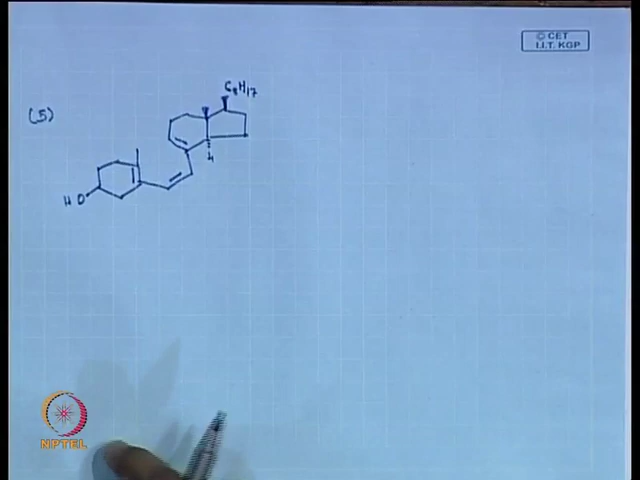 © CET
I.I.T. KGP
(5)
C8H17
H
HO
NPTEL